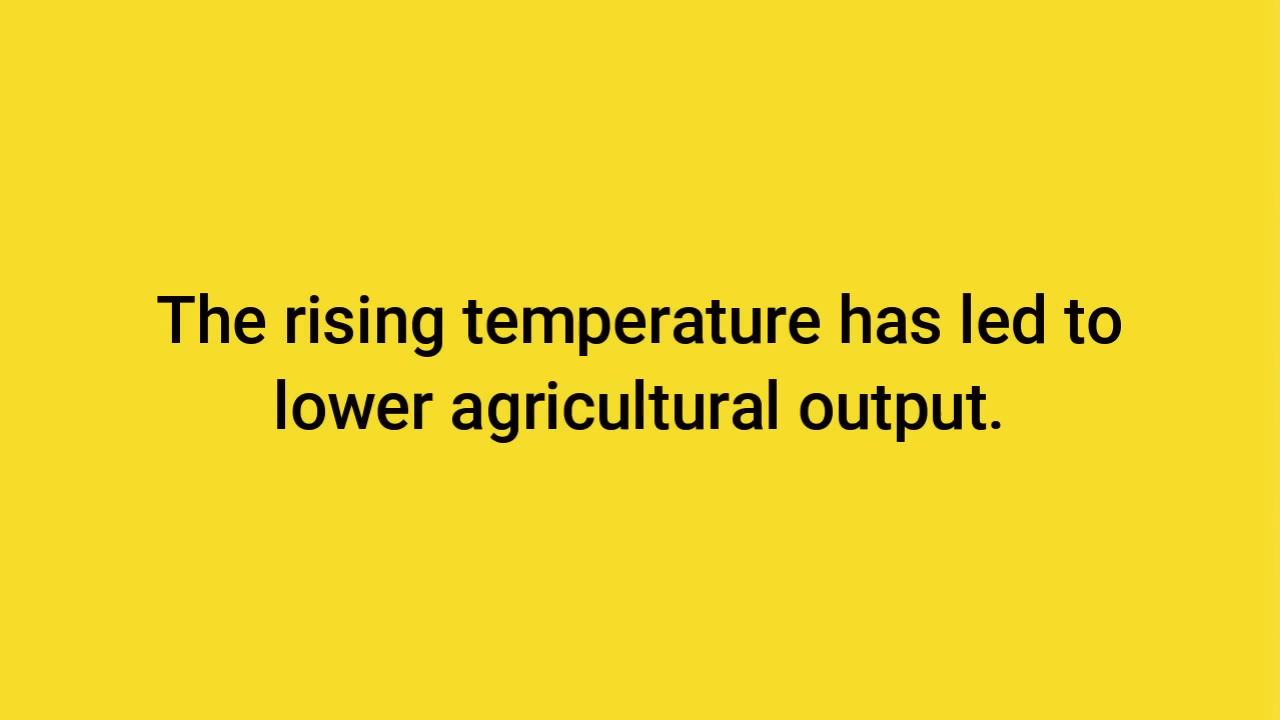 The rising temperature has led to
lower agricultural output.